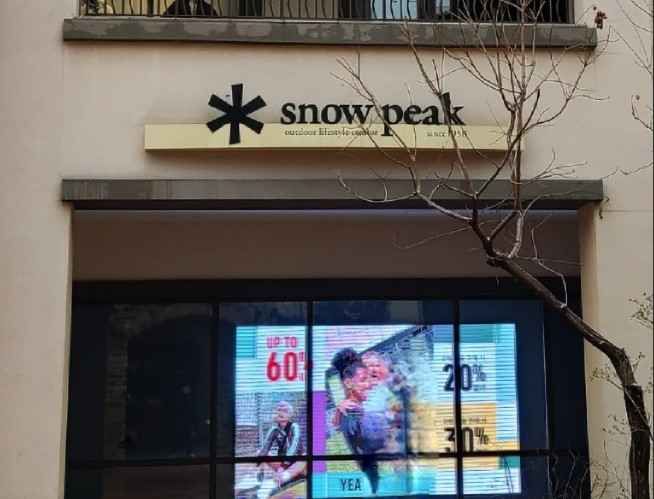 snow peak
outdoor lifestyle creator since 1958
UP TO
60%
20%
30%
YEA